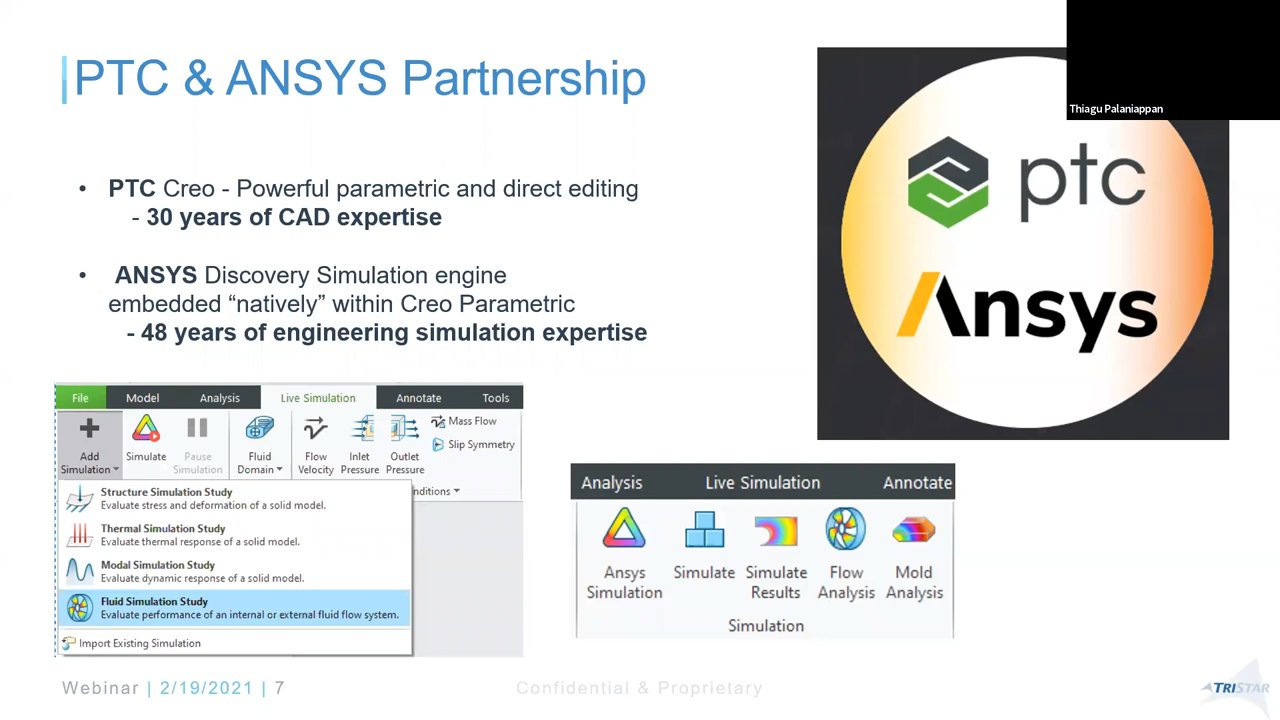 Thiagu Palaniappan
PTC & ANSYS Partnership
• PTC Creo - Powerful parametric and direct editing
- 30 years of CAD expertise
• ANSYS Discovery Simulation engine
embedded “natively” within Creo Parametric
- 48 years of engineering simulation expertise
ptc
Ansys
File Model Analysis Live Simulation Annotate Tools
Add Simulation
Simulate
Pause Simulation
Fluid Domain
Flow Velocity
Inlet Pressure
Outlet Pressure
Mass Flow
Slip Symmetry
nditions
Structure Simulation Study
Evaluate stress and deformation of a solid model.
Thermal Simulation Study
Evaluate thermal response of a solid model.
Modal Simulation Study
Evaluate dynamic response of a solid model.
Fluid Simulation Study
Evaluate performance of an internal or external fluid flow system.
Import Existing Simulation
Analysis Live Simulation Annotate
Ansys Simulation
Simulate
Simulate Results
Flow Analysis
Mold Analysis
Simulation
Webinar | 2/19/2021 | 7
Confidential & Proprietary
TRISTAR